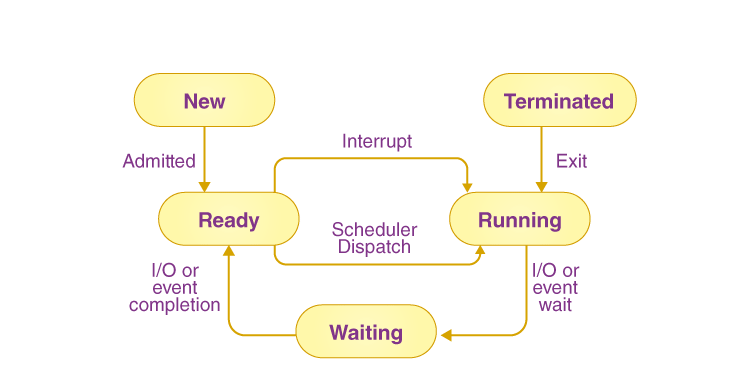 New
Terminated
Admitted
Interrupt
Exit
Ready
Running
Scheduler
Dispatch
I/O or
event
completion
I/O or
event
wait
Waiting